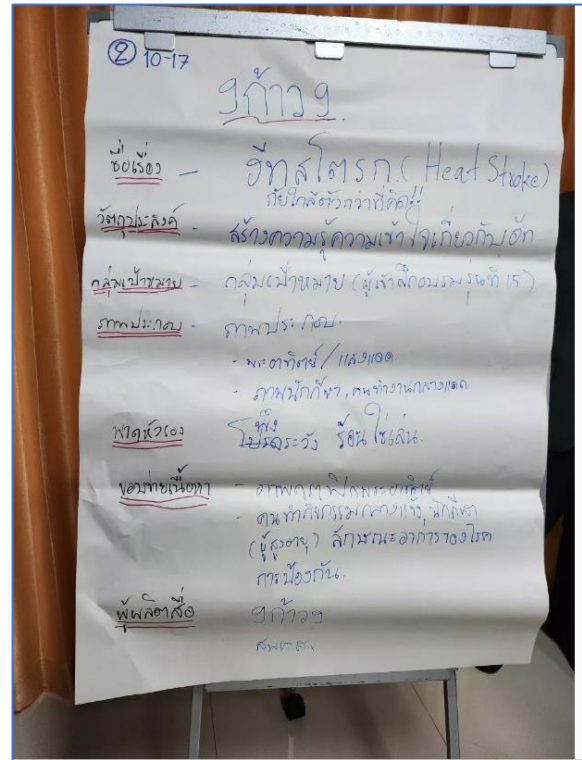 ② 10-17
9ก้าว9
ชื่อเรื่อง - ฮีทสโตรก (Heat Stroke)
ภัยใกล้ตัวกว่าที่คิด!!
วัตถุประสงค์ - สร้างความรู้ความเข้าใจเกี่ยวกับฮีท
กลุ่มเป้าหมาย - กลุ่มเป้าหมาย (ผู้เข้าฝึกอบรมรุ่นที่ 15)
ภาพประกอบ - ภาพประกอบ
- พระอาทิตย์ / แสงแดด
- ภาพนักกีฬา, คนทำงานกลางแดด
พาดหัวรอง ระวัง ร้อนใช่เล่น
ขอบข่ายเนื้อหา - ภาพกราฟิกพระอาทิตย์
- คนทำกิจกรรมกลางแจ้ง, นักกีฬา
(ผู้สูงอายุ) ลักษณะอาการของโรค
การป้องกัน.
ผู้ผลิตสื่อ 9ก้าว9